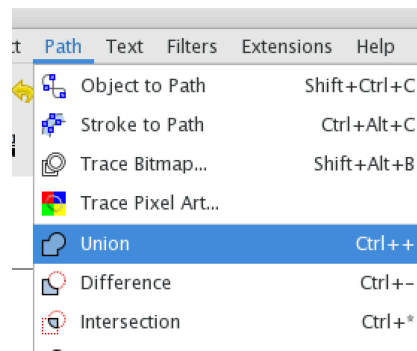 ct Path Text Filters Extensions Help
Object to Path Shift+Ctrl+C
Stroke to Path Ctrl+Alt+C
Trace Bitmap... Shift+Alt+B
Trace Pixel Art...
Union Ctrl++
Difference Ctrl+-
Intersection Ctrl+*